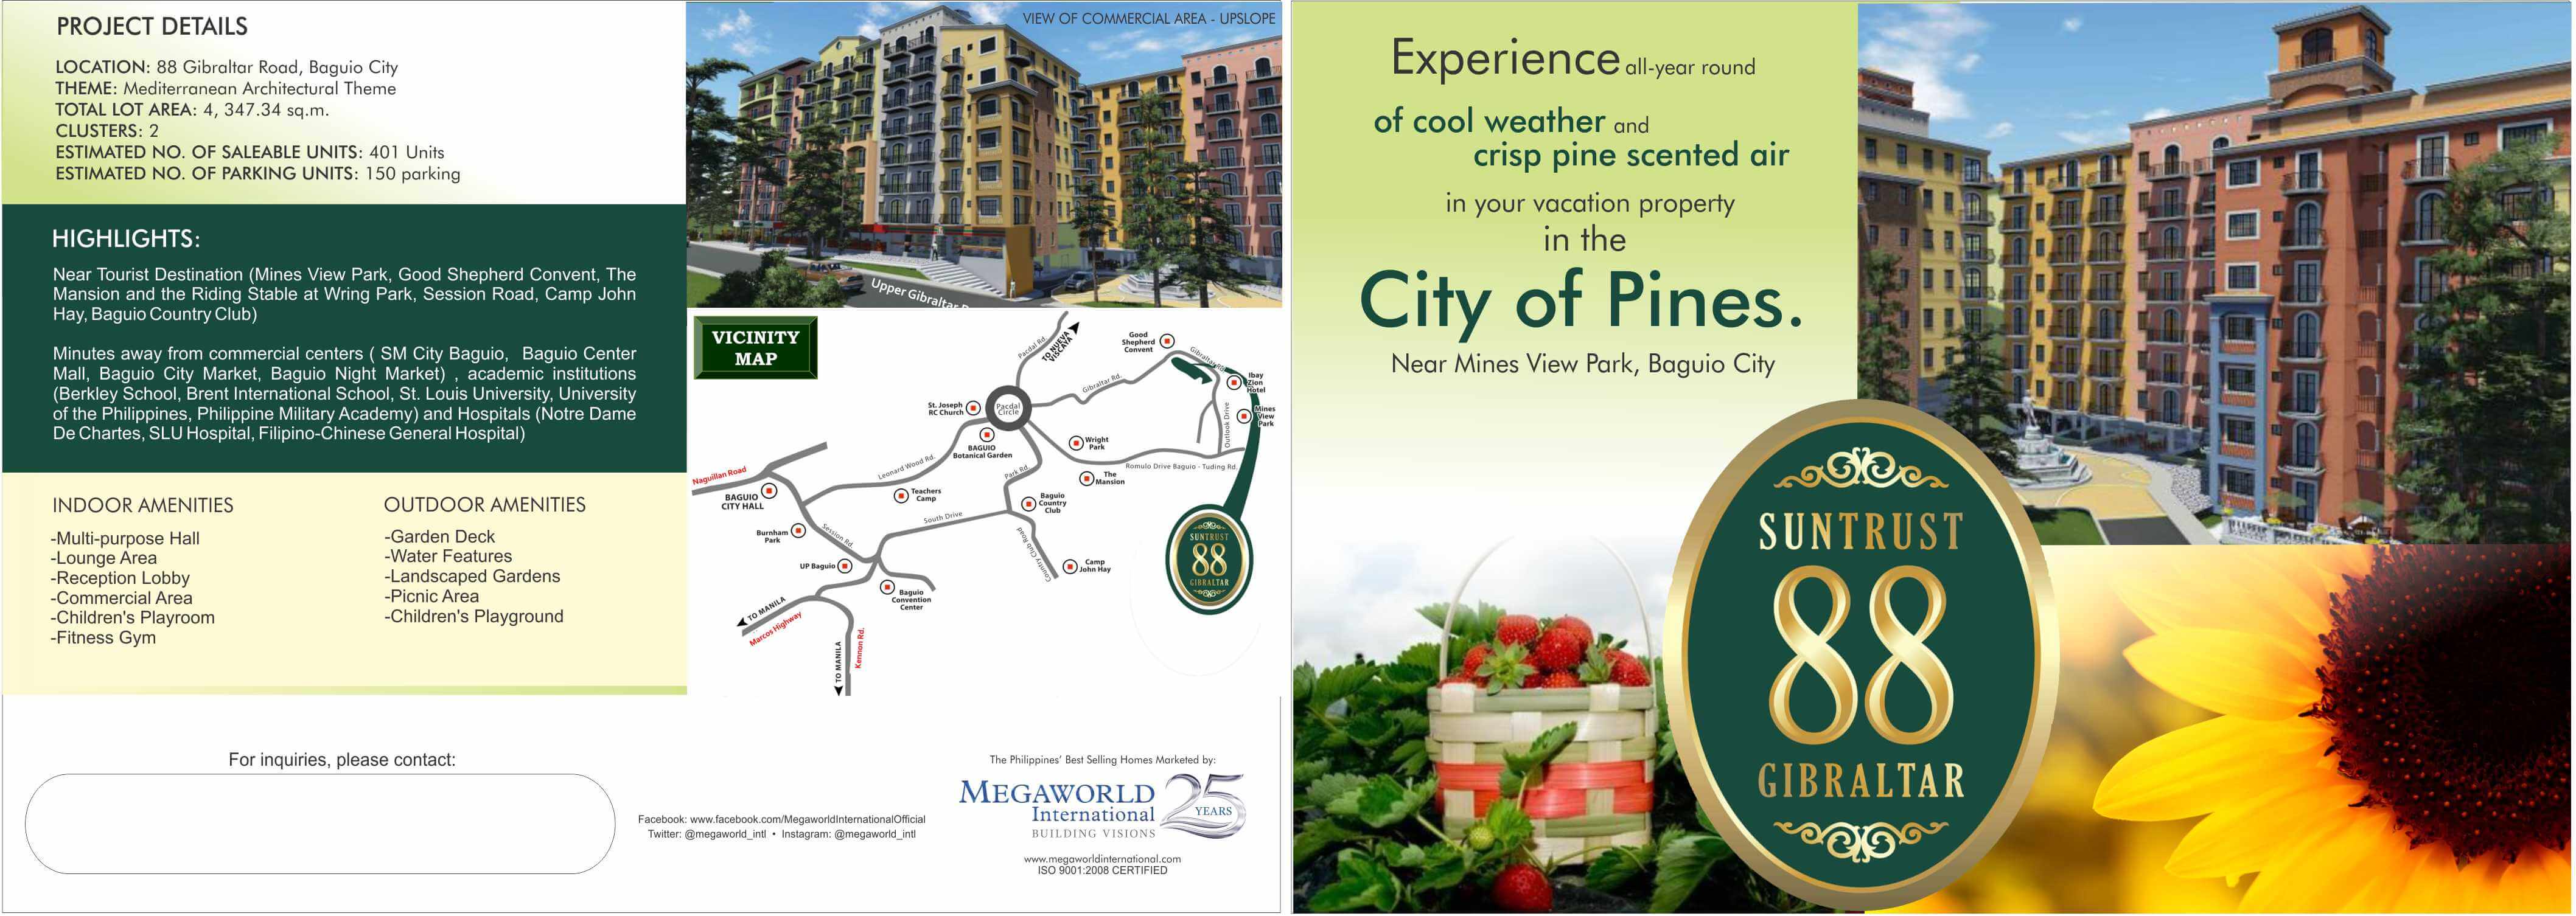 PROJECT DETAILS
LOCATION: 88 Gibraltar Road, Baguio City
THEME: Mediterranean Architectural Theme
TOTAL LOT AREA: 4, 347.34 sq.m.
CLUSTERS: 2
ESTIMATED NO. OF SALEABLE UNITS: 401 Units
ESTIMATED NO. OF PARKING UNITS: 150 parking
HIGHLIGHTS:
Near Tourist Destination (Mines View Park, Good Shepherd Convent, The
Mansion and the Riding Stable at Wring Park, Session Road, Camp John
Hay, Baguio Country Club)
Minutes away from commercial centers ( SM City Baguio, Baguio Center
Mall, Baguio City Market, Baguio Night Market) , academic institutions
(Berkley School, Brent International School, St. Louis University, University
of the Philippines, Philippine Military Academy) and Hospitals (Notre Dame
De Chartes, SLU Hospital, Filipino-Chinese General Hospital)
INDOOR AMENITIES
-Multi-purpose Hall
-Lounge Area
-Reception Lobby
-Commercial Area
-Children's Playroom
-Fitness Gym
OUTDOOR AMENITIES
-Garden Deck
-Water Features
-Landscaped Gardens
-Picnic Area
-Children's Playground
For inquiries, please contact:
VIEW OF COMMERCIAL AREA - UPSLOPE
Upper Gibraltar
VICINITY
MAP
Pacdal Rd.
TO NUEVA
VISCAYA
Good
Shepherd
Convent
Gibraltar Rd.
Gibraltar Rd.
Ibay
Zion
Hotel
Mines
View
Park
Outlook Drive
St. Joseph
RC Church
Pacdal
Circle
BAGUIO
Botanical Garden
Wright
Park
Romulo Drive Baguio - Tuding Rd.
The
Mansion
Leonard Wood Rd.
Park Rd.
Naguilian Road
BAGUIO
CITY HALL
Teachers
Camp
Baguio
Country
Club
South Drive
Burnham
Park
Session Rd.
Country Club Road
Camp
John Hay
UP Baguio
Baguio
Convention
Center
TO MANILA
Marcos Highway
TO MANILA
Kennon Rd.
SUNTRUST
88
GIBRALTAR
Facebook: www.facebook.com/MegaworldInternationalOfficial
Twitter: @megaworld_intl • Instagram: @megaworld_intl
The Philippines' Best Selling Homes Marketed by:
MEGAWORLD
International
BUILDING VISIONS
25
YEARS
www.megaworldinternational.com
ISO 9001:2008 CERTIFIED
Experience all-year round
of cool weather and
crisp pine scented air
in your vacation property
in the
City of Pines.
Near Mines View Park, Baguio City
SUNTRUST
88
GIBRALTAR